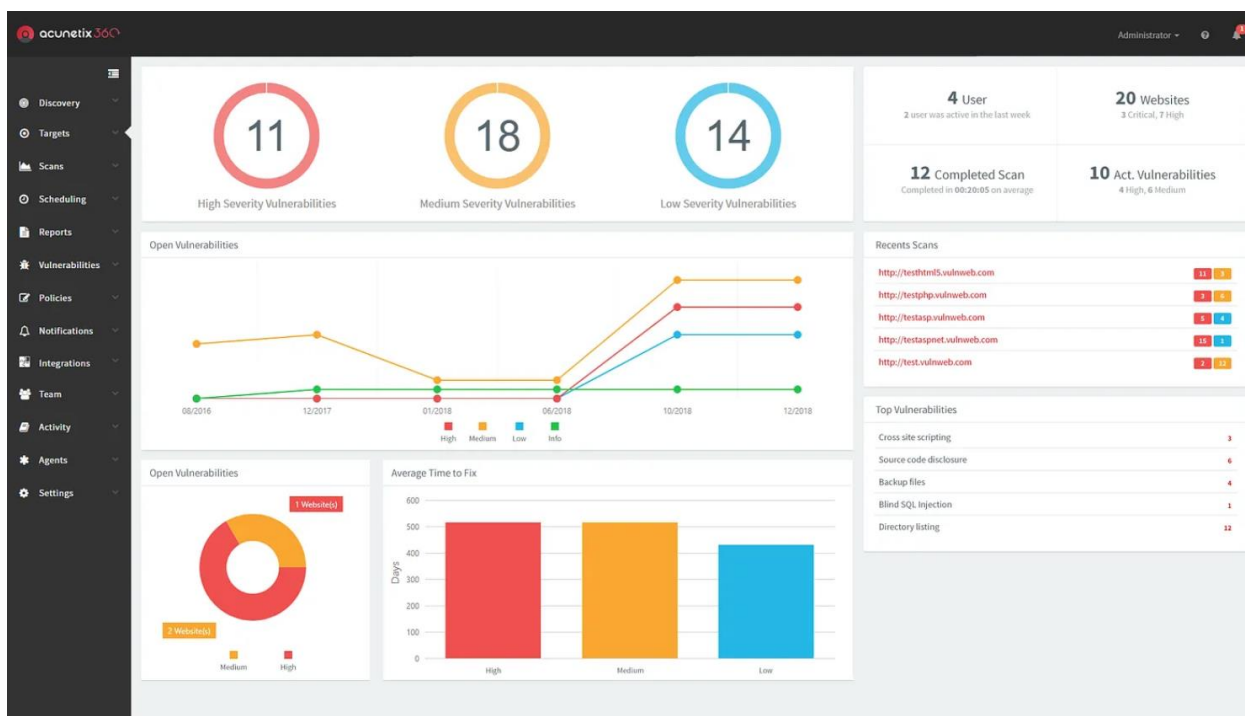 acunetix 360
Administrator
1
Discovery
Targets
Scans
Scheduling
Reports
Vulnerabilities
Policies
Notifications
Integrations
Team
Activity
Agents
Settings
11
High Severity Vulnerabilities
18
Medium Severity Vulnerabilities
14
Low Severity Vulnerabilities
4 User
2 user was active in the last week
20 Websites
3 Critical, 7 High
12 Completed Scan
Completed in 00:20:05 on average
10 Act. Vulnerabilities
4 High, 6 Medium
Open Vulnerabilities
08/2016 12/2017 01/2018 06/2018 10/2018 12/2018
High Medium Low Info
Recents Scans
http://testhtml5.vulnweb.com 11 3
http://testphp.vulnweb.com 6
http://testasp.vulnweb.com 5 4
http://testaspnet.vulnweb.com 15 1
http://test.vulnweb.com 2 12
Top Vulnerabilities
Cross site scripting 3
Source code disclosure 6
Backup files 4
Blind SQL Injection 1
Directory listing 12
Open Vulnerabilities
1 Website(s)
2 Website(s)
Medium High
Average Time to Fix
600
500
400
300
200
100
0
Days
High Medium Low